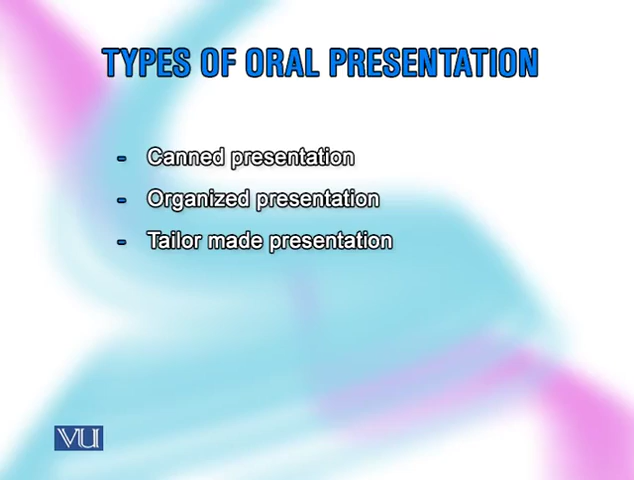 TYPES OF ORAL PRESENTATION
- Canned presentation
- Organized presentation
- Tailor made presentation
VU